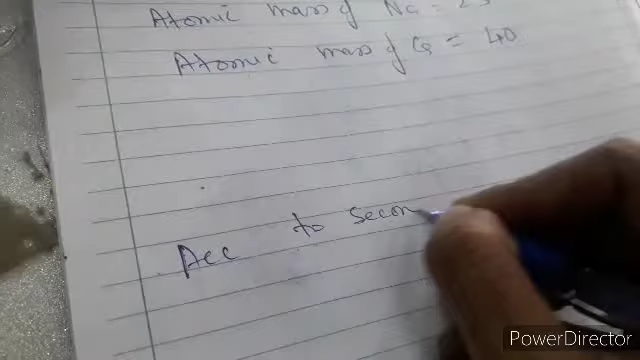 Atomic mass of Na = 23
Atomic mass of Ca = 40
Acc to secon
PowerDirector